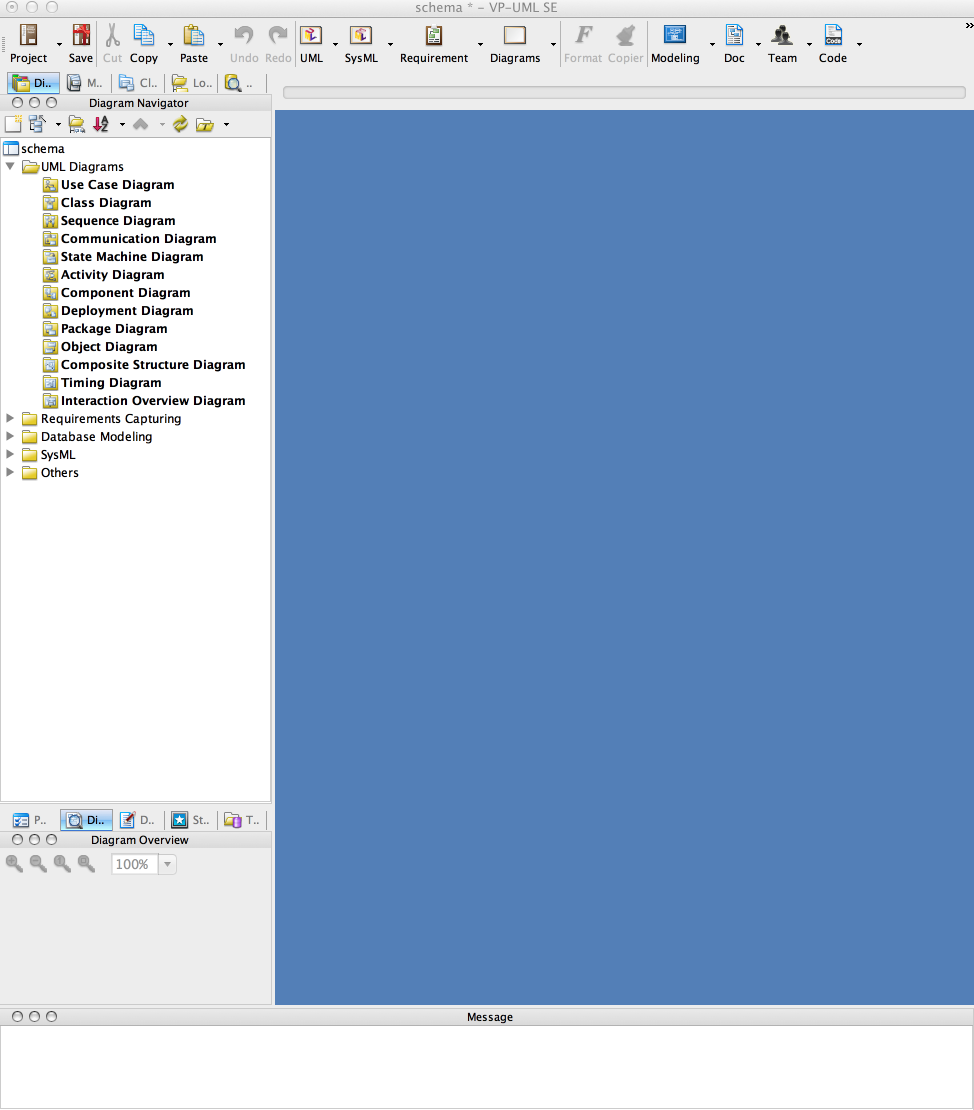 schema * – VP-UML SE
Project Save Cut Copy Paste Undo Redo UML SysML Requirement Diagrams Format Copier Modeling Doc Team Code
Di.. M.. Cl.. Lo.. ..
Diagram Navigator
schema
UML Diagrams
Use Case Diagram
Class Diagram
Sequence Diagram
Communication Diagram
State Machine Diagram
Activity Diagram
Component Diagram
Deployment Diagram
Package Diagram
Object Diagram
Composite Structure Diagram
Timing Diagram
Interaction Overview Diagram
Requirements Capturing
Database Modeling
SysML
Others
P.. Di.. D.. St.. T..
Diagram Overview
100%
Message